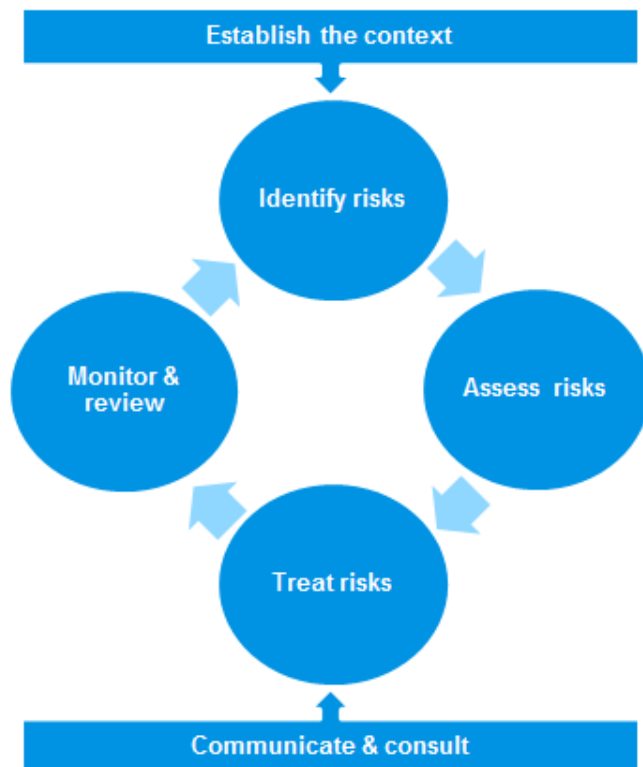 Establish the context
Identify risks
Monitor &
review
Assess risks
Treat risks
Communicate & consult